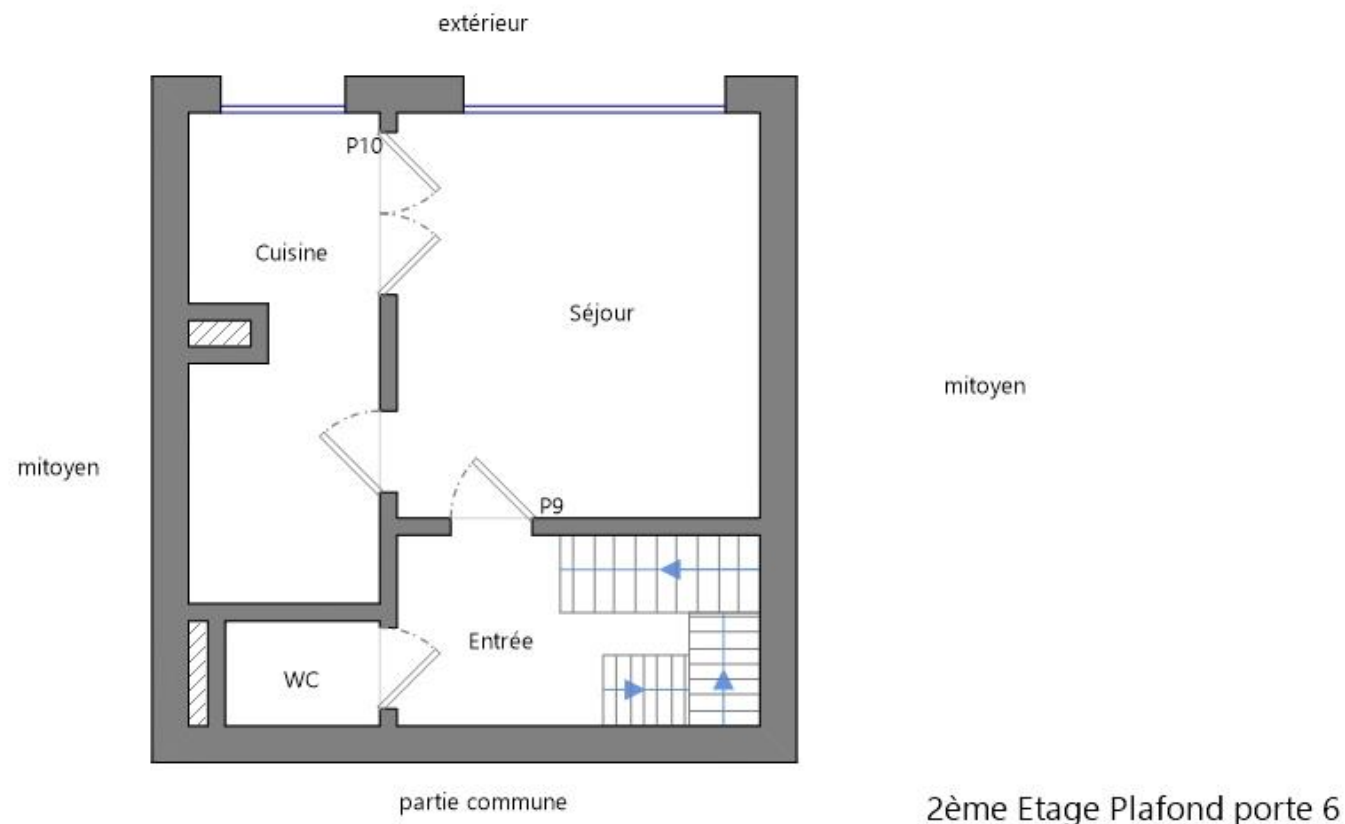 extérieur
P10
Cuisine
Séjour
mitoyen
mitoyen
P9
Entrée
WC
partie commune
2ème Etage Plafond porte 6